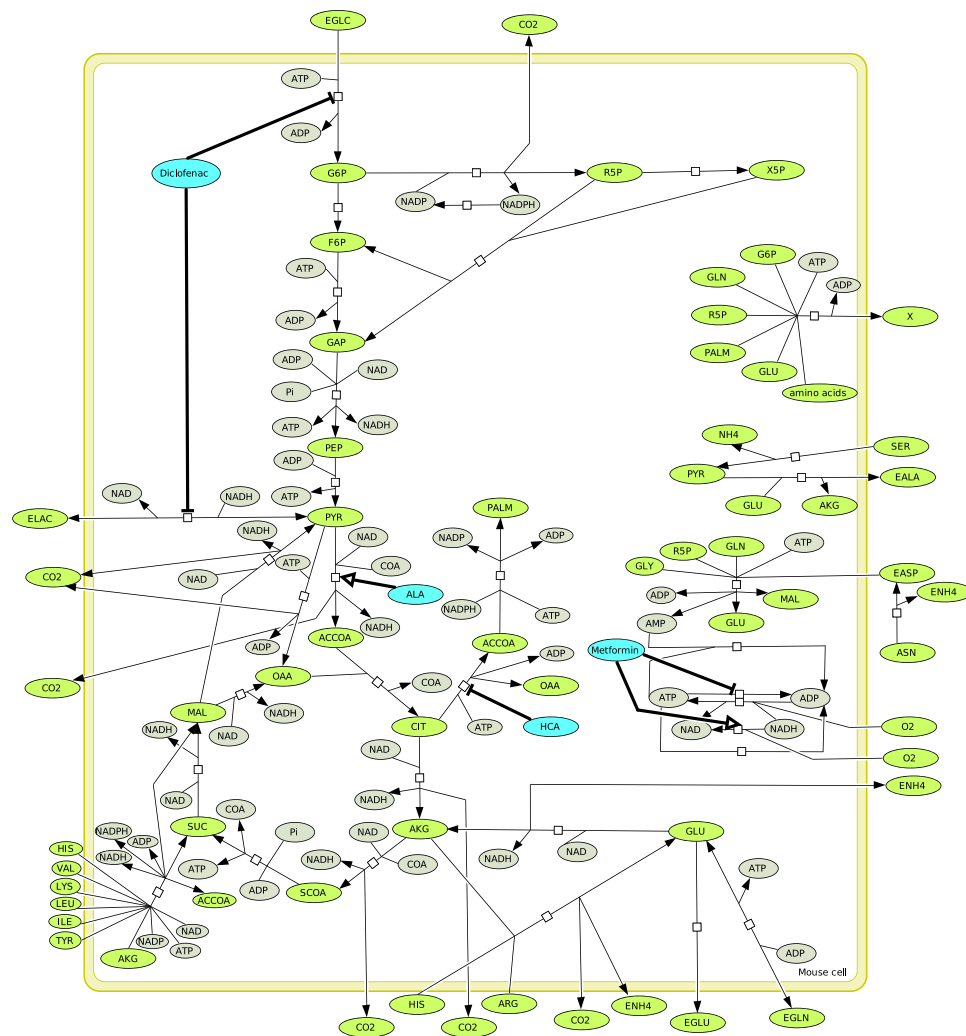 EGLC
CO2
ATP
ADP
Diclofenac
G6P
R5P
X5P
NADP
NADPH
F6P
G6P
ATP
GLN
ATP
ADP
ADP
R5P
X
GAP
PALM
ADP
NAD
GLU
Pi
amino acids
ATP
NADH
NH4
PEP
SER
ADP
PYR
EALA
NAD
NADH
ATP
GLU
AKG
ELAC
PYR
PALM
NADH
NAD
NADP
ADP
GLN
ATP
R5P
CO2
NAD
ATP
COA
GLY
EASP
ALA
ADP
MAL
ENH4
NADPH
ATP
AMP
GLU
NADH
ACCOA
ACCOA
ADP
Metformin
ASN
ADP
OAA
COA
OAA
CO2
ATP
ADP
MAL
NADH
CIT
ATP
HCA
NADH
NAD
NAD
NADH
O2
NAD
O2
NADH
ENH4
NAD
COA
SUC
Pi
AKG
GLU
NADPH
NAD
ADP
HIS
NADH
NADH
NADH
NAD
VAL
ATP
COA
ATP
LYS
ADP
SCOA
ACCOA
LEU
ILE
NAD
TYR
NADP
ATP
ADP
AKG
Mouse cell
HIS
ARG
ENH4
CO2
CO2
CO2
EGLU
EGLN